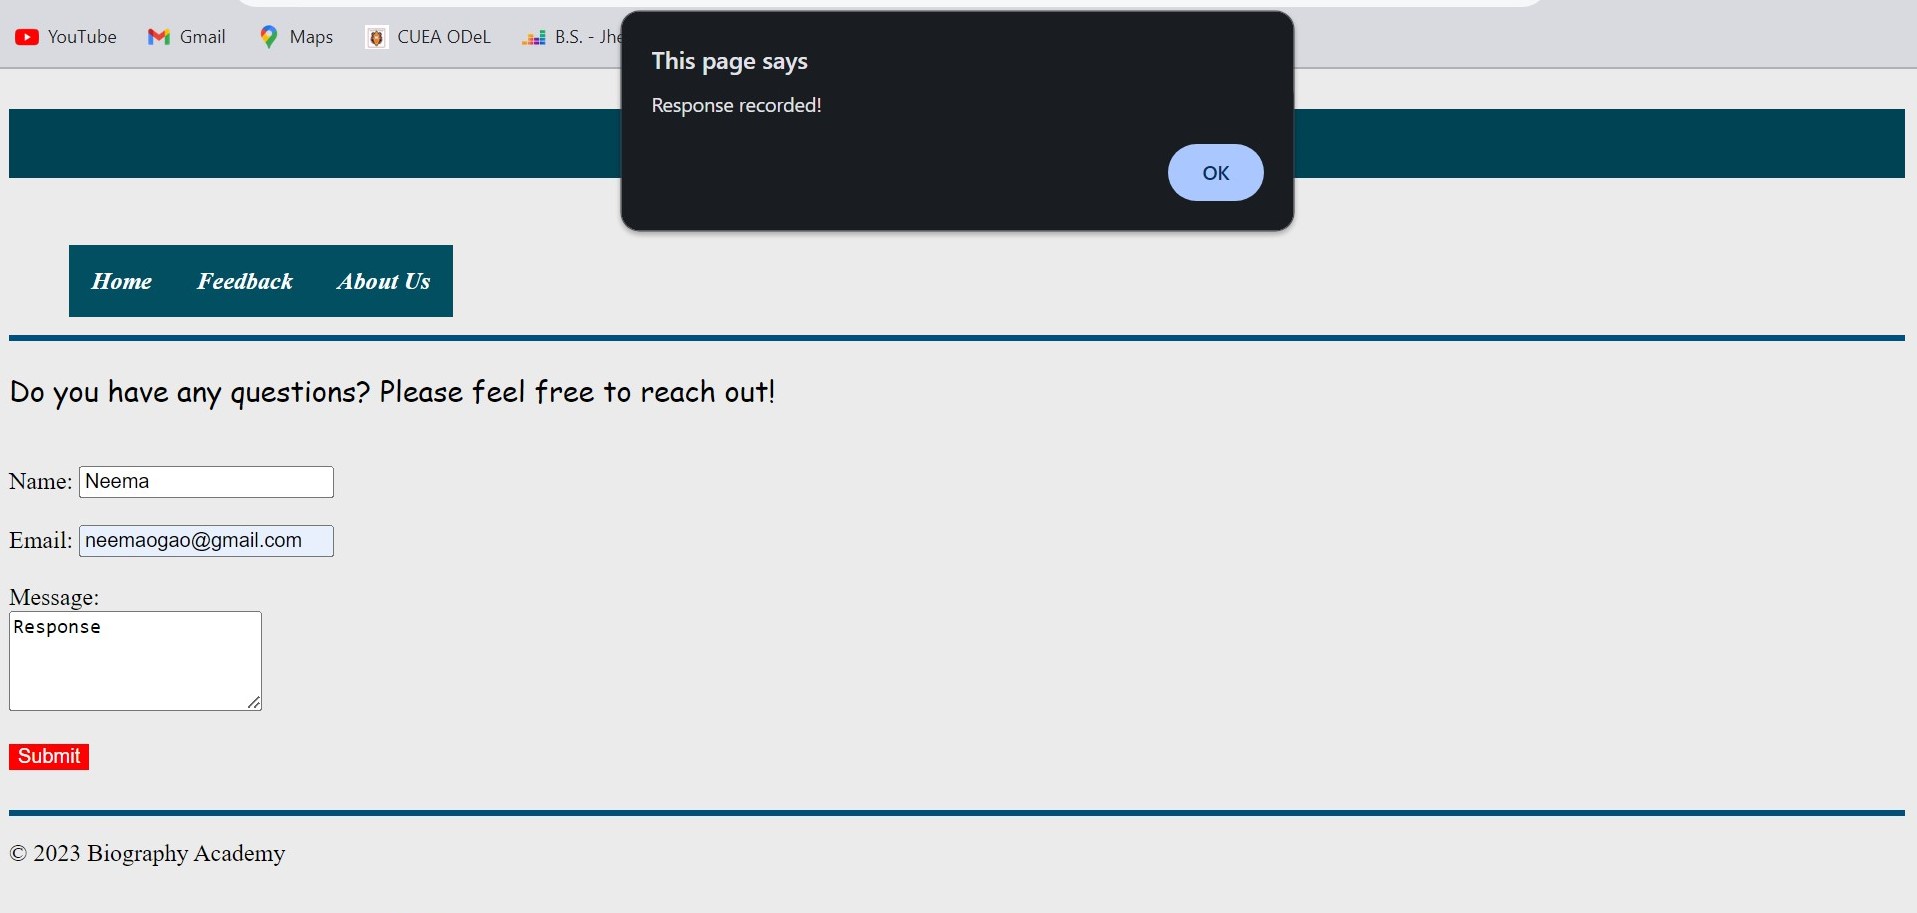 YouTube Gmail Maps CUEA ODeL B.S. - Jhe
This page says
Response recorded!
OK
Home Feedback About Us
Do you have any questions? Please feel free to reach out!
Name: Neema
Email: neemaogao@gmail.com
Message:
Response
Submit
© 2023 Biography Academy